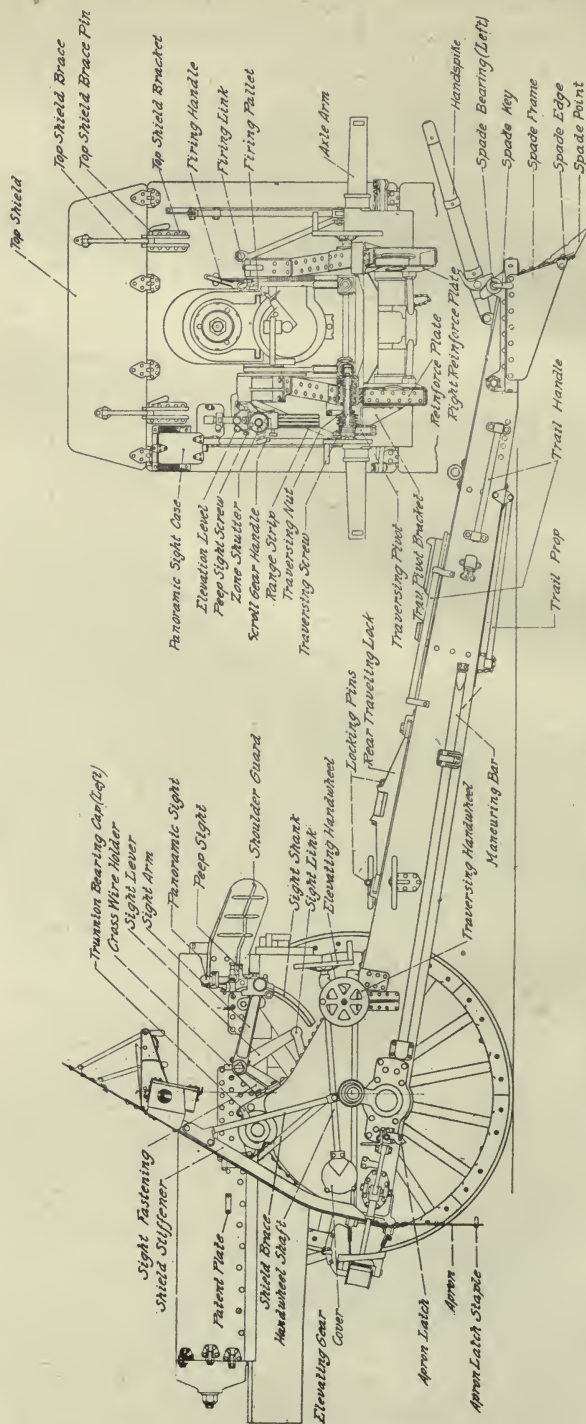 Top Shield
Top Shield Brace
Top Shield Brace Pin
Top Shield Bracket
Firing Handle
Firing Link
Firing Pallet
Axle Arm
Panoramic Sight Case
Elevation Level
Peep Sight Screw
Zone Shutter
Scroll Gear Handle
Range Strip
Traversing Nut
Traversing Screw
Traversing Pivot
Trav. Pivot Bracket
Reinforce Plate
Right Reinforce Plate
Handspike
Spade Bearing (Left)
Spade Key
Spade Frame
Spade Edge
Spade Point
Trunnion Bearing Cap (Left)
Cross Wire Holder
Sight Lever
Sight Arm
Panoramic Sight
Peep Sight
Shoulder Guard
Sight Shank
Sight Link
Elevating Handwheel
Locking Pins
Rear Traveling Lock
Traversing Handwheel
Maneuring Bar
Trail Prop
Trail Handle
Sight Fastening
Shield Stiffener
Patent Plate
Shield Brace
Handwheel Shaft
Elevating Gear
Cover
Apron Latch
Apron
Apron Latch Staple